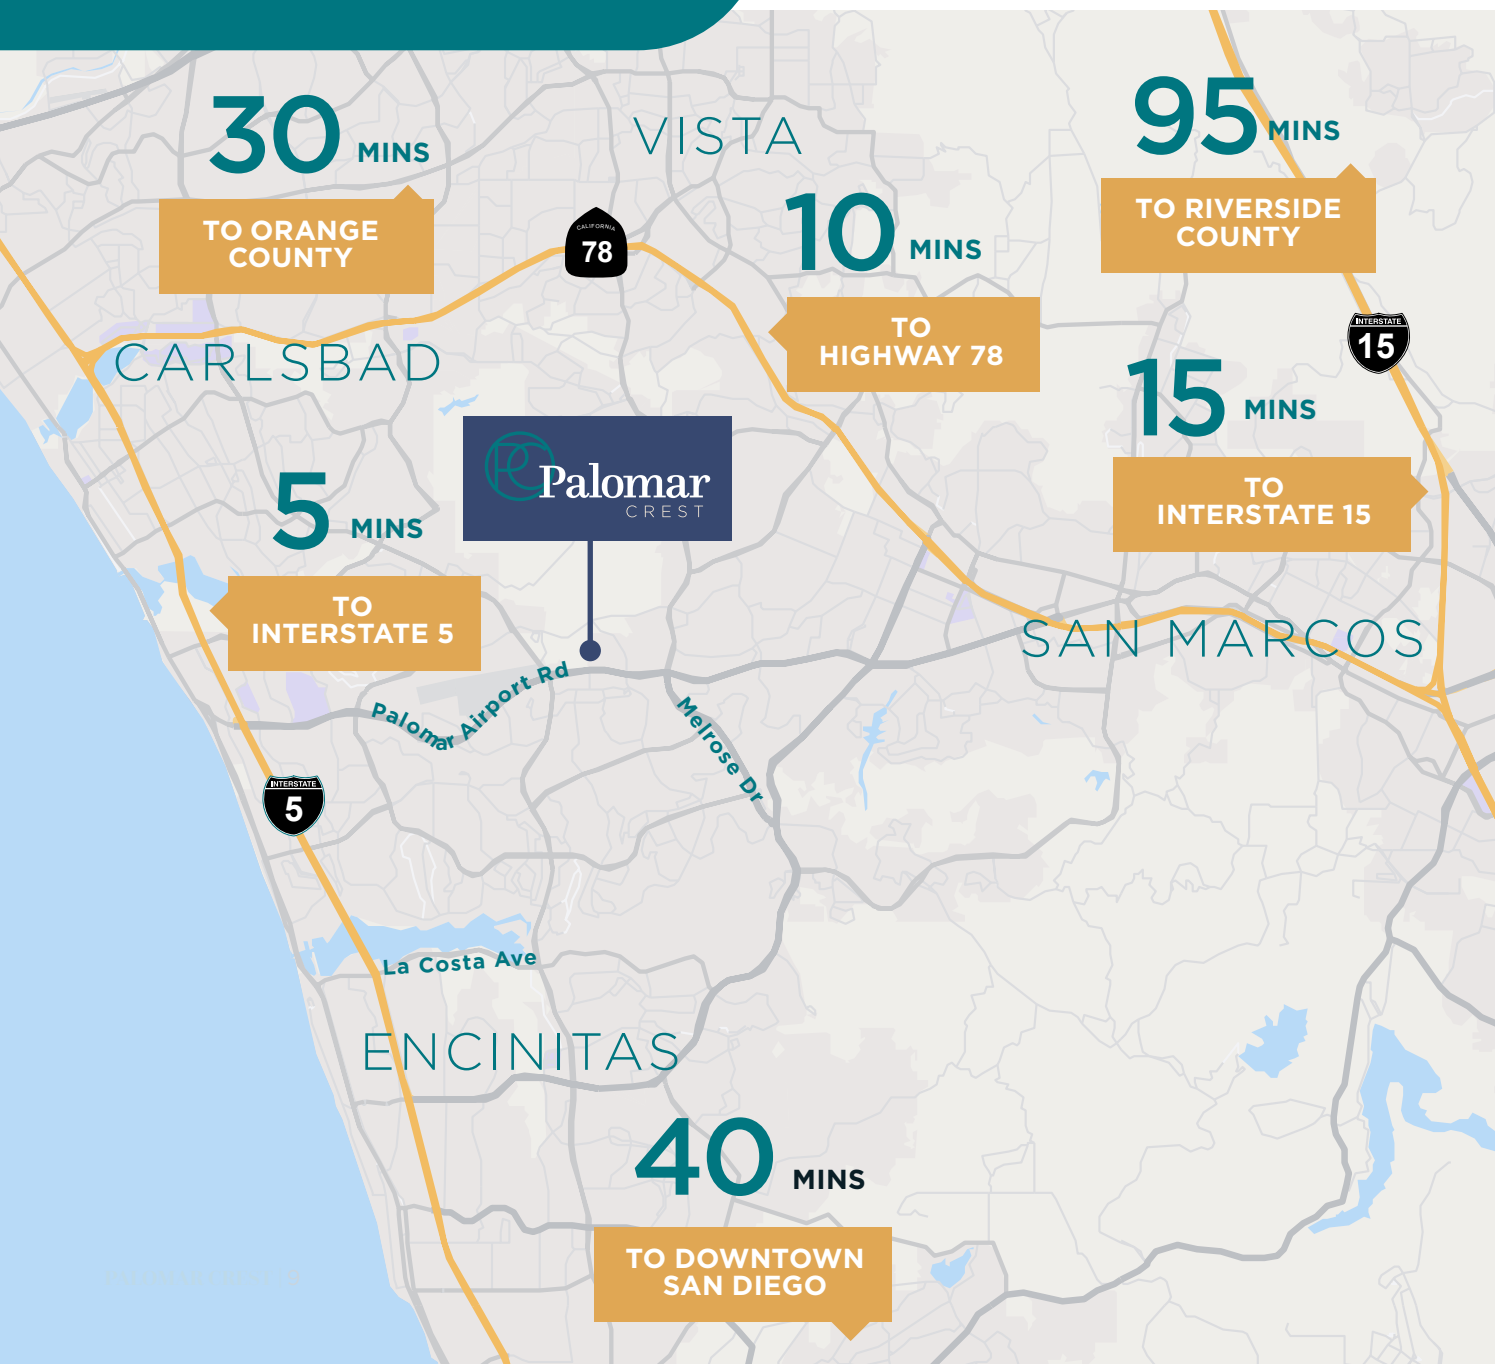 30 MINS
TO ORANGE
COUNTY
VISTA
95 MINS
TO RIVERSIDE
COUNTY
CALIFORNIA
78
10 MINS
TO
HIGHWAY 78
INTERSTATE
15
CARLSBAD
15 MINS
TO
INTERSTATE 15
PC Palomar
CREST
5 MINS
TO
INTERSTATE 5
SAN MARCOS
Palomar Airport Rd
Melrose Dr
INTERSTATE
5
La Costa Ave
ENCINITAS
40 MINS
TO DOWNTOWN
SAN DIEGO